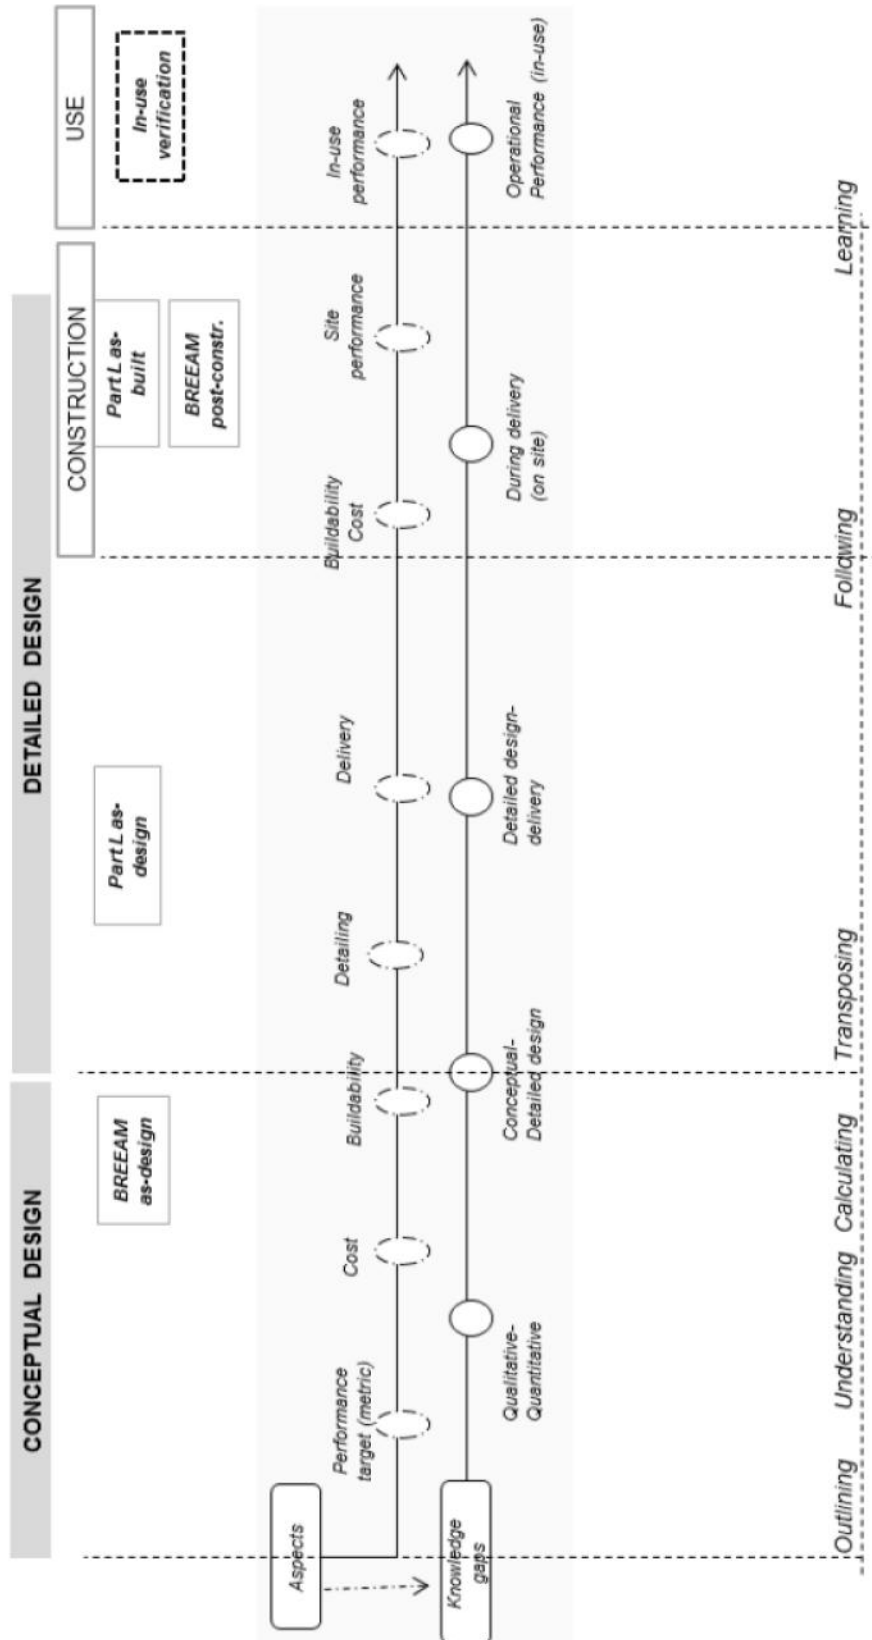 CONCEPTUAL DESIGN
DETAILED DESIGN
CONSTRUCTION
USE
BREEAM
as-design
Part L as-
design
Part L as-
built
BREEAM
post-constr.
In-use
verification
Aspects
Performance
target (metric)
Cost
Buildability
Detailing
Delivery
Buildability
Cost
Site
performance
In-use
performance
Knowledge
gaps
Qualitative-
Quantitative
Conceptual-
Detailed design
Detailed design-
delivery
During delivery
(on site)
Operational
Performance (in-use)
Outlining
Understanding
Calculating
Transposing
Following
Learning